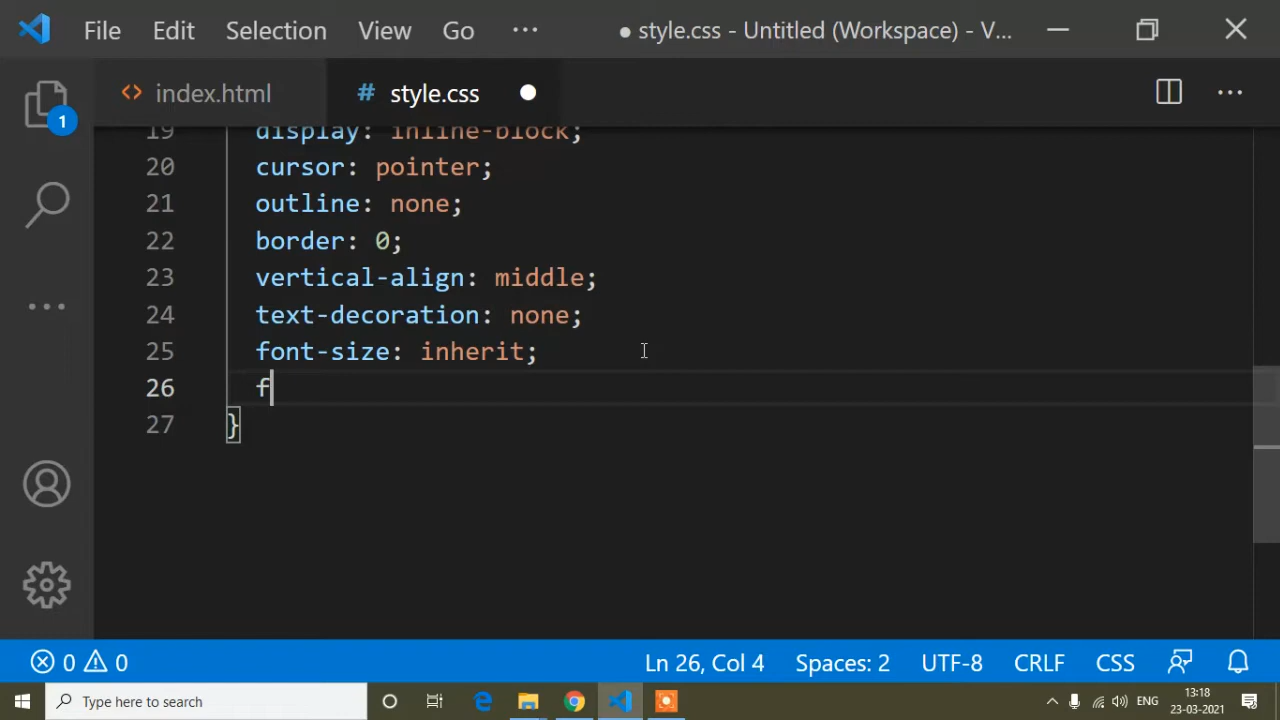 File Edit Selection View Go ··· ● style.css - Untitled (Workspace) - V...
<> index.html # style.css ●
1
19 display: inline-block;
20 cursor: pointer;
21 outline: none;
22 border: 0;
23 vertical-align: middle;
24 text-decoration: none;
25 font-size: inherit;
26 f
27 }
0 0 Ln 26, Col 4 Spaces: 2 UTF-8 CRLF CSS
Type here to search ENG 13:18
23-03-2021